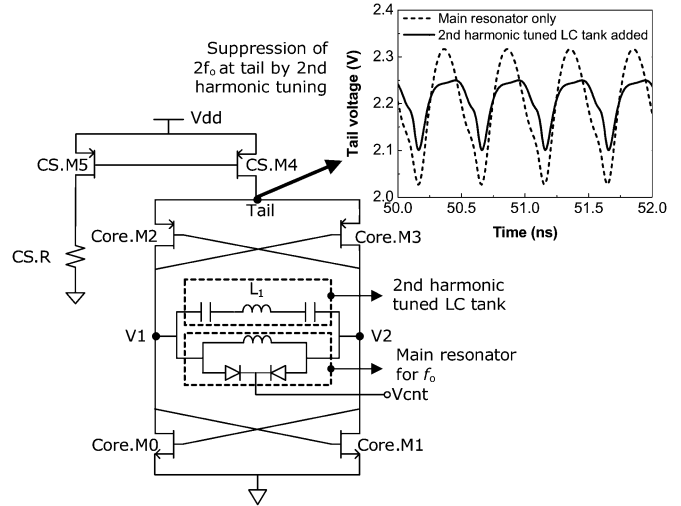 Suppression of
2fo at tail by 2nd
harmonic tuning
Vdd
CS.M5
CS.M4
Tail
CS.R
Core.M2
Core.M3
L1
2nd harmonic
tuned LC tank
V1
V2
Main resonator
for fo
Vcnt
Core.M0
Core.M1
Main resonator only
2nd harmonic tuned LC tank added
Tail voltage (V)
2.4
2.3
2.2
2.1
2.0
50.0
50.5
51.0
51.5
52.0
Time (ns)